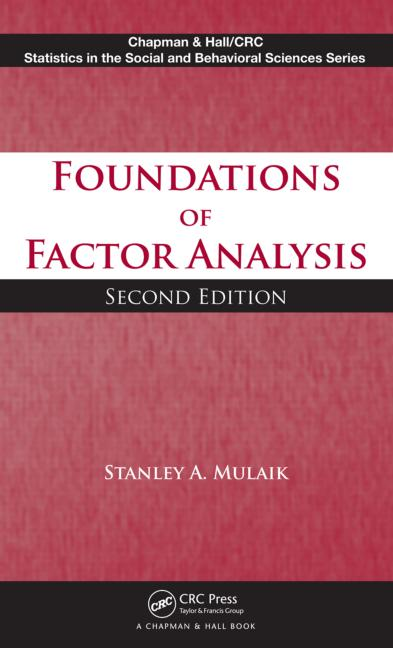 Chapman & Hall/CRC
Statistics in the Social and Behavioral Sciences Series
FOUNDATIONS
OF
FACTOR ANALYSIS
SECOND EDITION
STANLEY A. MULAIK
CRC
CRC Press
Taylor & Francis Group
A CHAPMAN & HALL BOOK